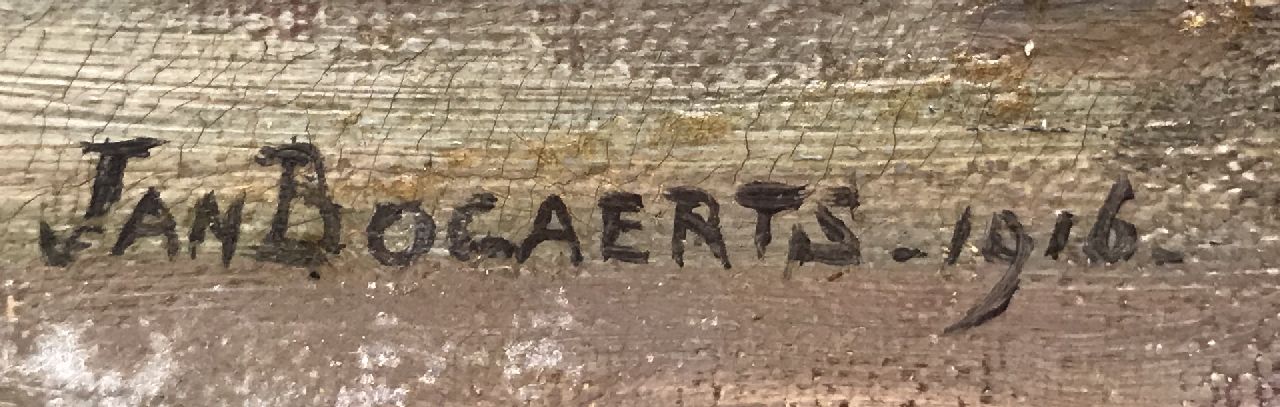 JAN BOGAERTS - 1916 -